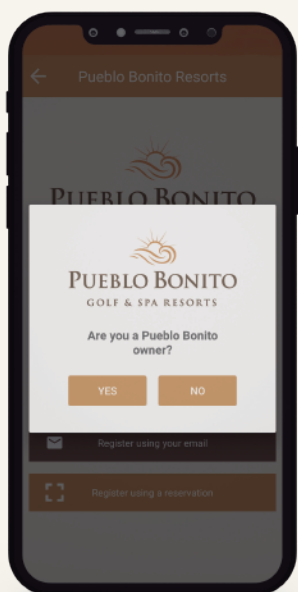 Pueblo Bonito Resorts
PUEBLO BONITO
PUEBLO BONITO
GOLF & SPA RESORTS
Are you a Pueblo Bonito
owner?
YES
NO
Register using your email
Register using a reservation